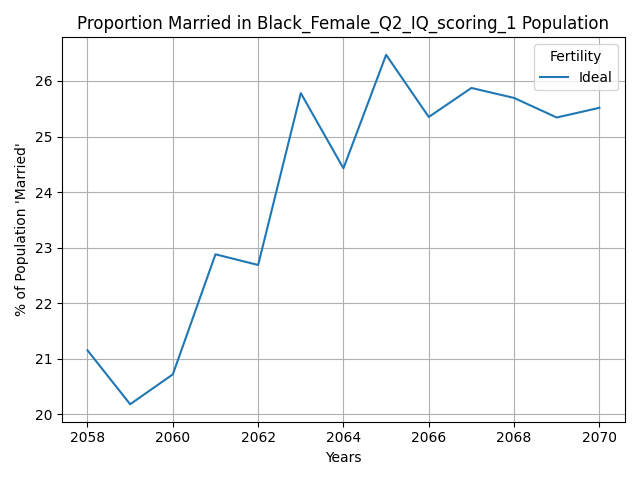 Proportion Married in Black_Female_Q2_IQ_scoring_1 Population
Fertility
Ideal
% of Population 'Married'
26
25
24
23
22
21
20
2058 2060 2062 2064 2066 2068 2070
Years